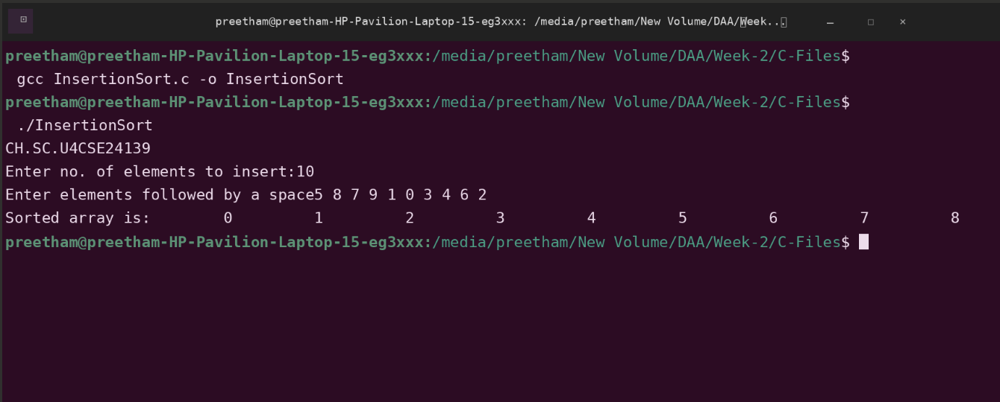 preetham@preetham-HP-Pavilion-Laptop-15-eg3xxx: /media/preetham/New Volume/DAA/Week...
preetham@preetham-HP-Pavilion-Laptop-15-eg3xxx:/media/preetham/New Volume/DAA/Week-2/C-Files$
gcc InsertionSort.c -o InsertionSort
preetham@preetham-HP-Pavilion-Laptop-15-eg3xxx:/media/preetham/New Volume/DAA/Week-2/C-Files$
./InsertionSort
CH.SC.U4CSE24139
Enter no. of elements to insert:10
Enter elements followed by a space5 8 7 9 1 0 3 4 6 2
Sorted array is: 0 1 2 3 4 5 6 7 8
preetham@preetham-HP-Pavilion-Laptop-15-eg3xxx:/media/preetham/New Volume/DAA/Week-2/C-Files$